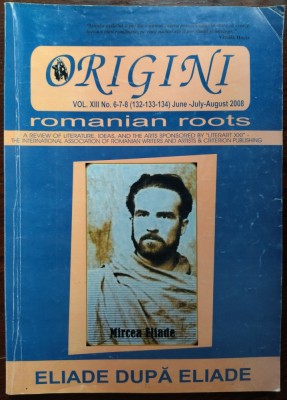 ORIGINI
VOL. XIII No. 6-7-8 (132-133-134) June -July-August 2008
romanian roots
A REVIEW OF LITERATURE, IDEAS, AND THE ARTS SPONSORED BY "LITERART XXI" –
THE INTERNATIONAL ASSOCIATION OF ROMANIAN WRITERS AND ARTISTS & CRITERION PUBLISHING
Mircea Eliade
ELIADE DUPĂ ELIADE